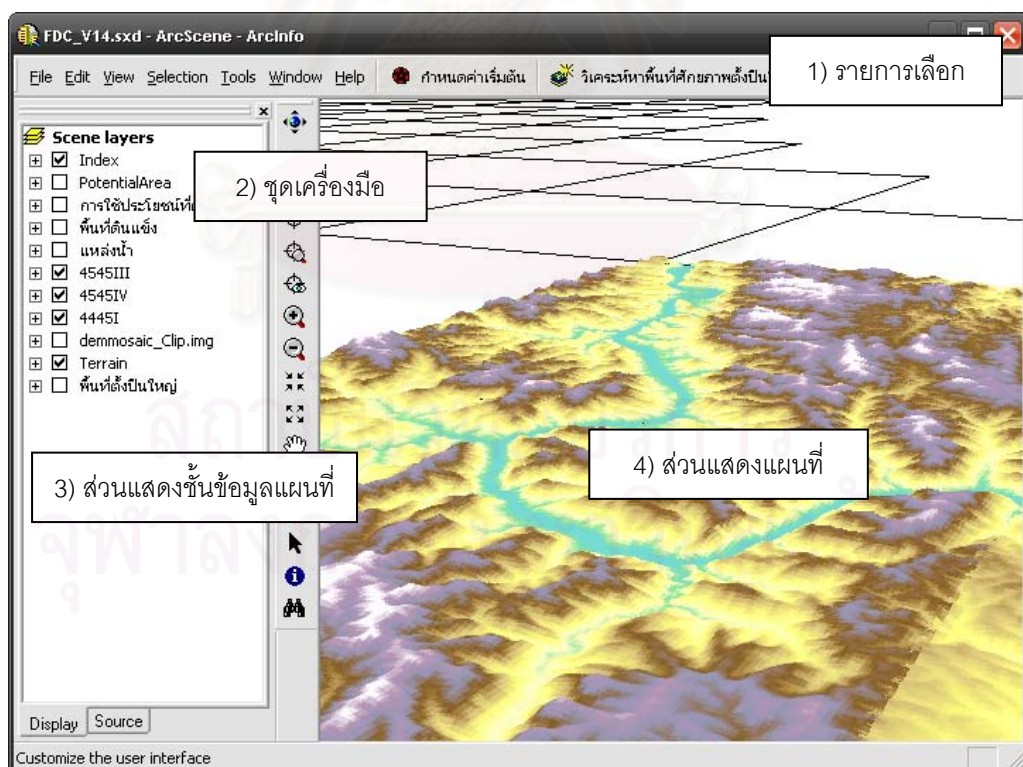 FDC_V14.sxd - ArcScene - ArcInfo
File Edit View Selection Tools Window Help กำหนดค่าเริ่มต้น วิเคราะห์หาพื้นที่ศักยภาพตั้งปืน
1) รายการเลือก
Scene layers
Index
PotentialArea
การใช้ประโยชน์ที่
พื้นที่ดินแข็ง
แหล่งน้ำ
4545III
4545IV
4445I
demmosaic_Clip.img
Terrain
พื้นที่ตั้งปืนใหญ่
2) ชุดเครื่องมือ
3) ส่วนแสดงชั้นข้อมูลแผนที่
4) ส่วนแสดงแผนที่
Display Source
Customize the user interface